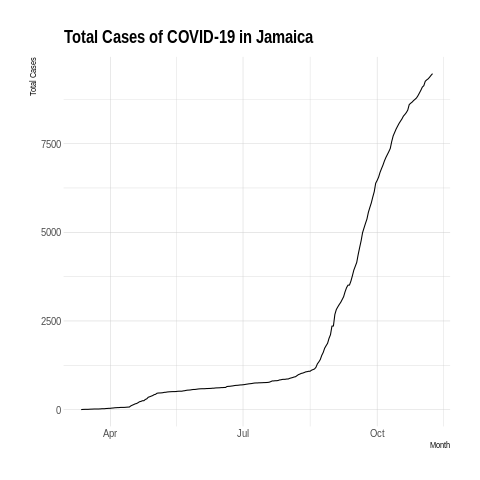 Total Cases of COVID-19 in Jamaica
Total Cases
7500
5000
2500
0
Apr Jul Oct
Month